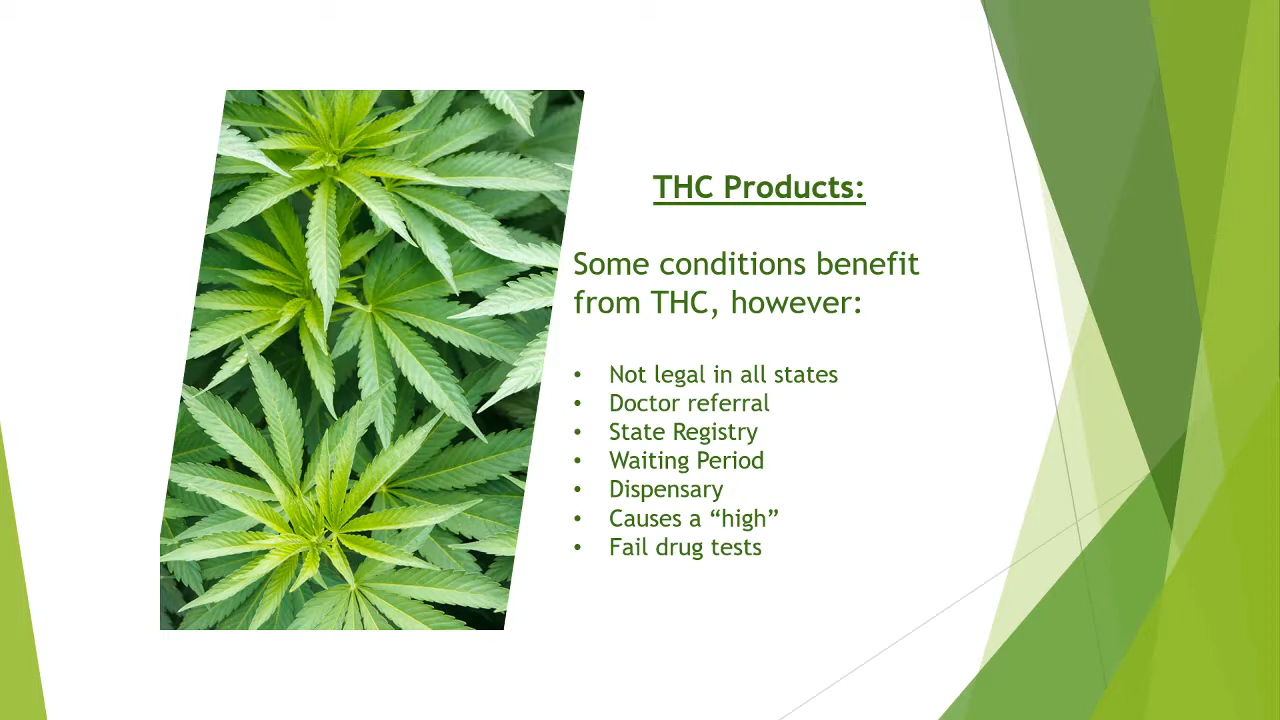 THC Products:
Some conditions benefit
from THC, however:
• Not legal in all states
• Doctor referral
• State Registry
• Waiting Period
• Dispensary
• Causes a “high”
• Fail drug tests